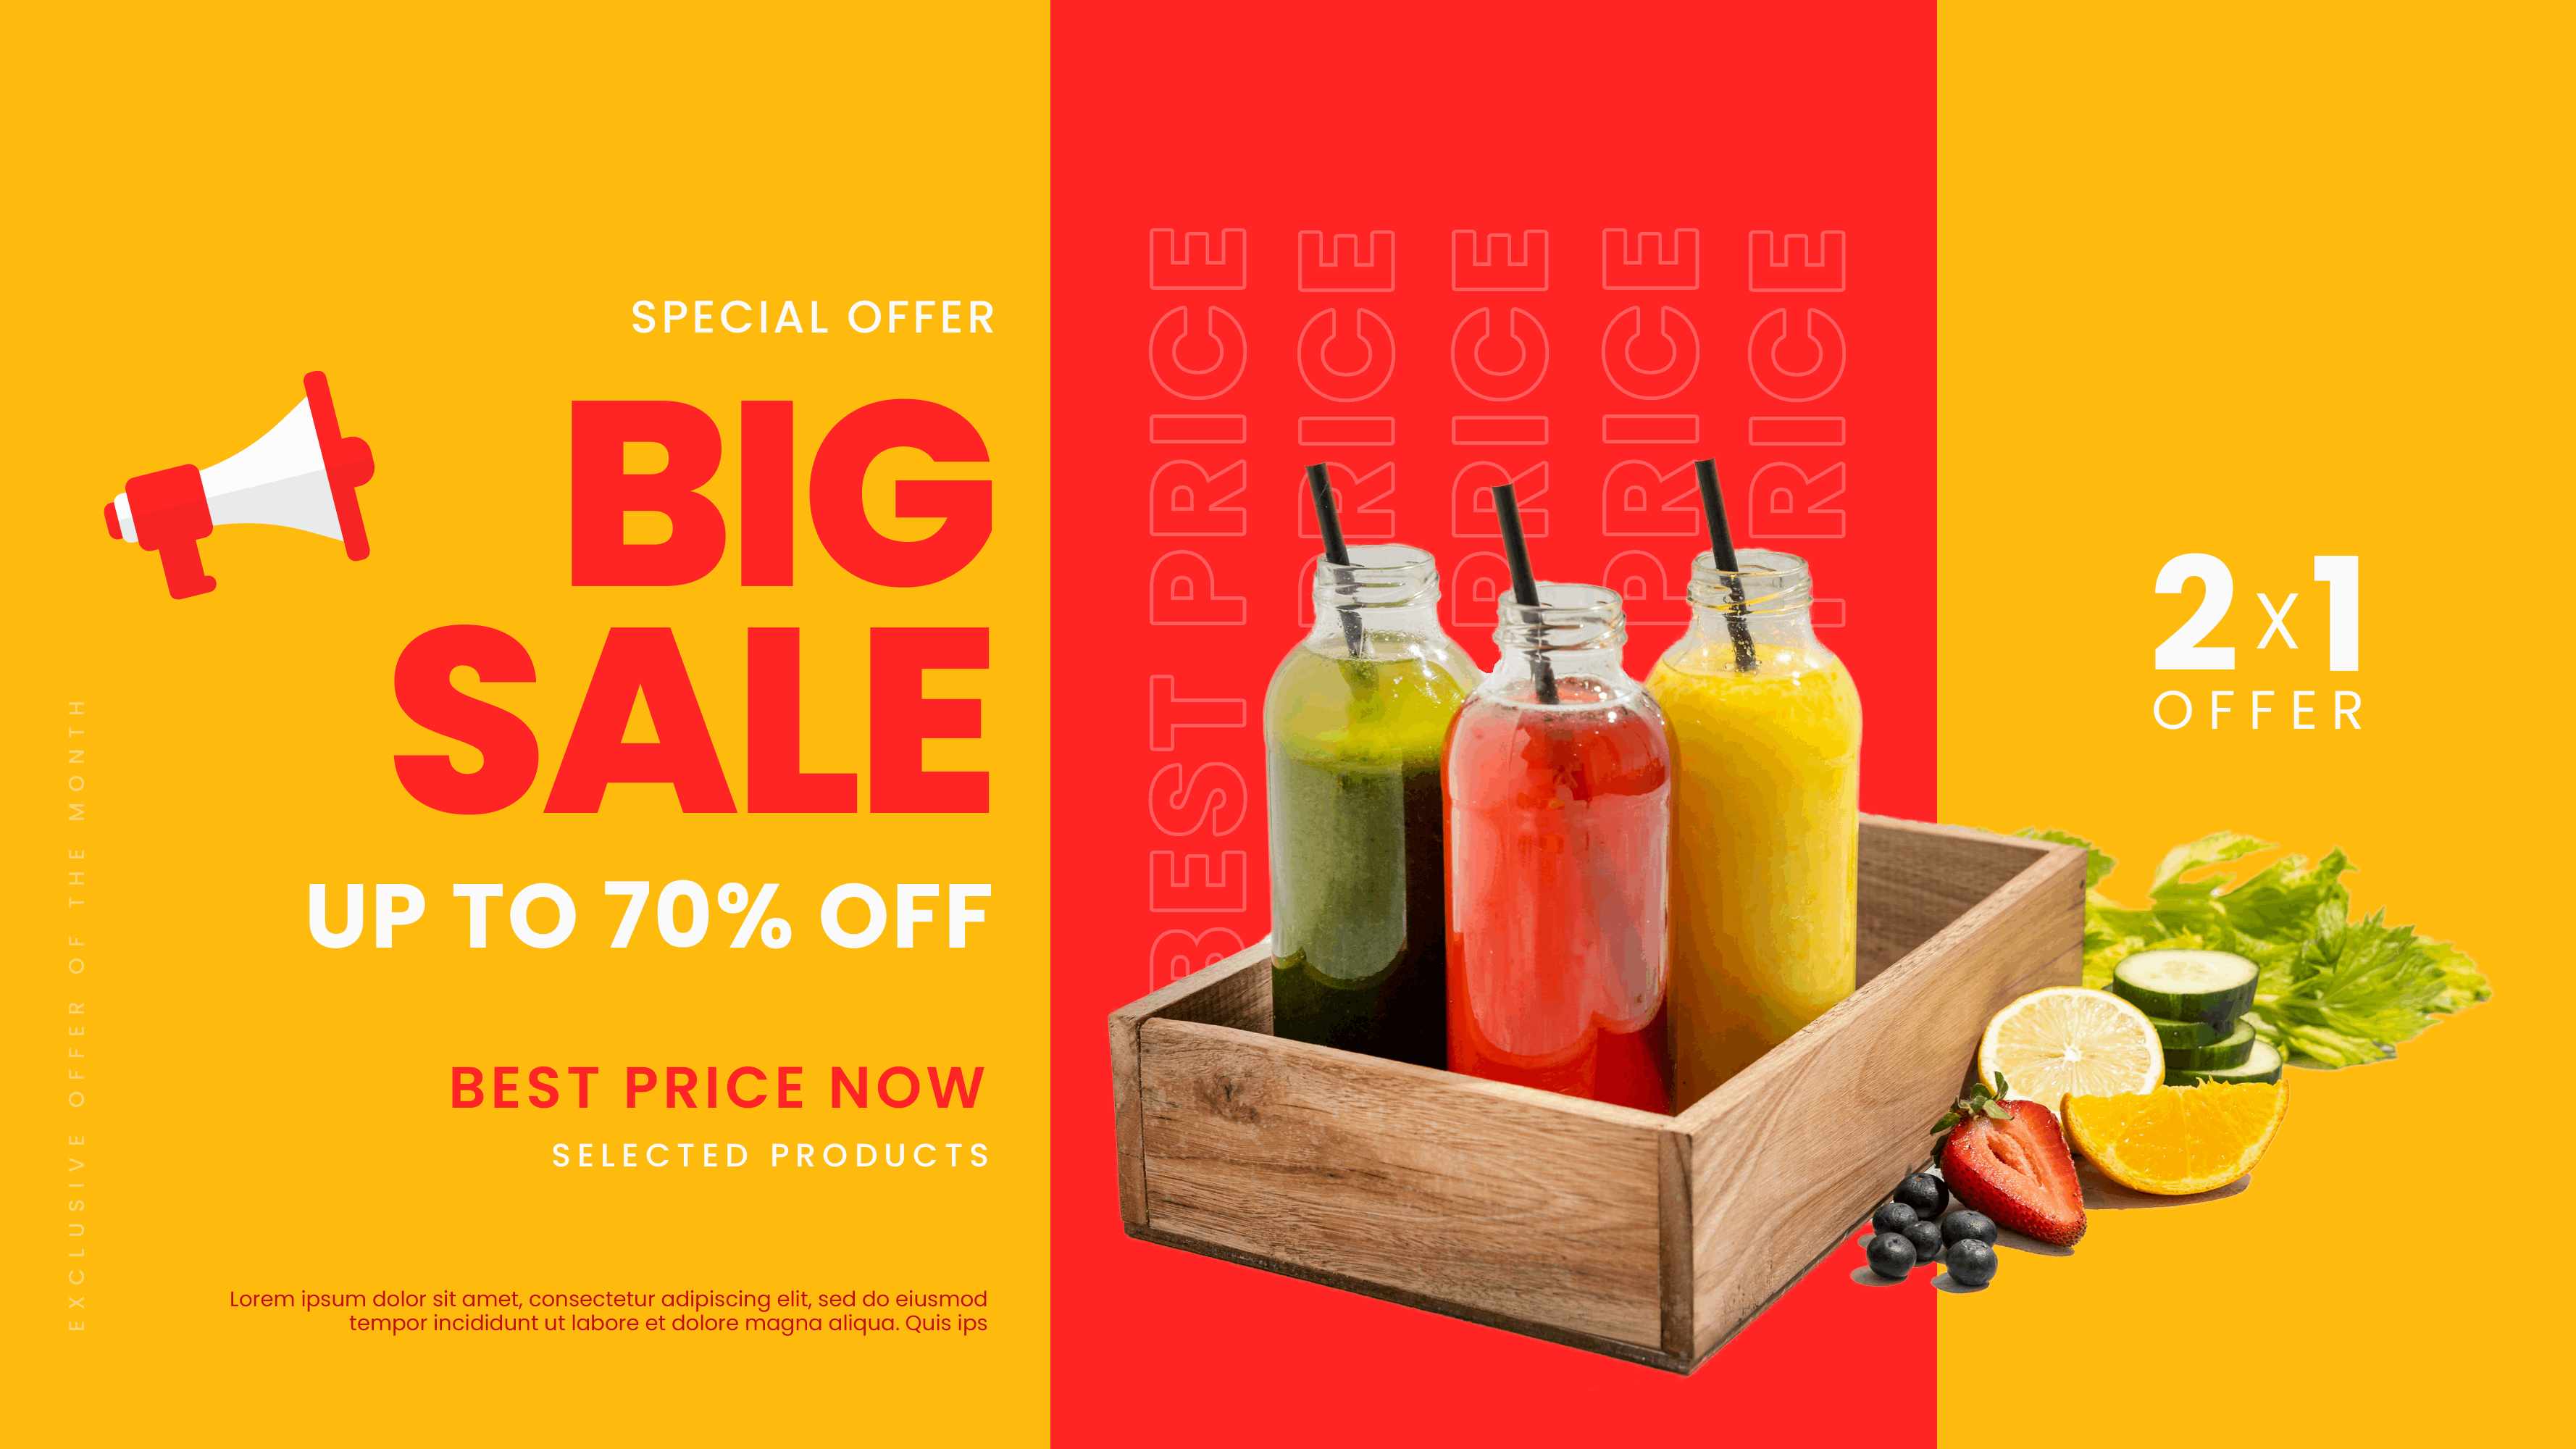 SPECIAL OFFER
BIG
SALE
UP TO 70% OFF
BEST PRICE NOW
SELECTED PRODUCTS
Lorem ipsum dolor sit amet, consectetur adipiscing elit, sed do eiusmod
tempor incididunt ut labore et dolore magna aliqua. Quis ips
EXCLUSIVE OFFER OF THE MONTH
BEST PRICE
PRICE
PRICE
PRICE
PRICE
2X1
OFFER